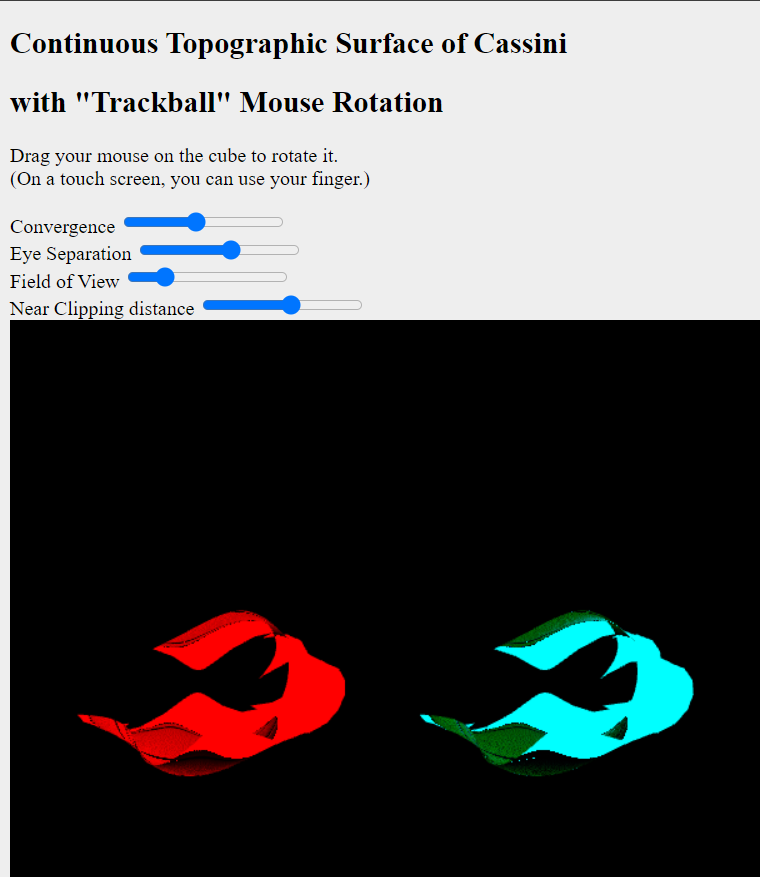 Continuous Topographic Surface of Cassini
with "Trackball" Mouse Rotation
Drag your mouse on the cube to rotate it.
(On a touch screen, you can use your finger.)
Convergence
Eye Separation
Field of View
Near Clipping distance